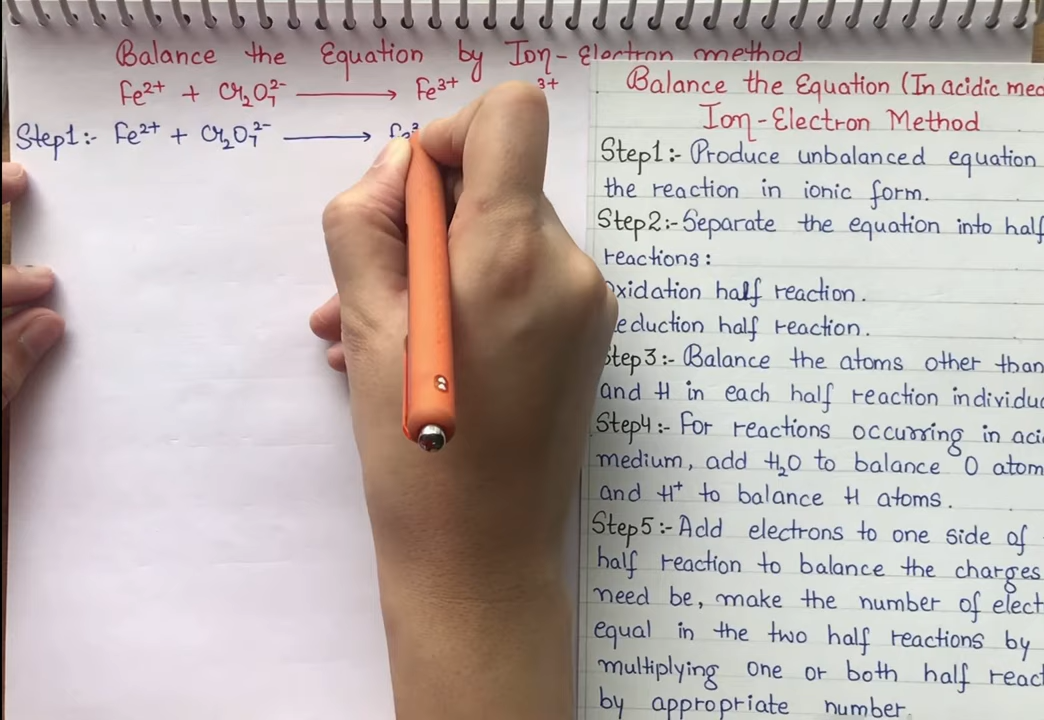 Balance the Equation by Ion-Electron method
Fe²⁺ + Cr₂O₇²⁻ ⟶ Fe³⁺ ³⁺
Step1:- Fe²⁺ + Cr₂O₇²⁻ ⟶
Balance the Equation (In acidic
Ion-Electron Method
Step1:- Produce unbalanced equation
the reaction in ionic form.
Step2:- Separate the equation into half
reactions:
Oxidation half reaction.
eduction half reaction.
Step3:- Balance the atoms other than
and H in each half reaction
Step4:- For reactions occurring in
medium, add H₂O to balance O atom
and H⁺ to balance H atoms.
Step5:- Add electrons to one side of
half reaction to balance the charges
need be, make the number of
equal in the two half reactions by
multiplying one or both half
by appropriate number.